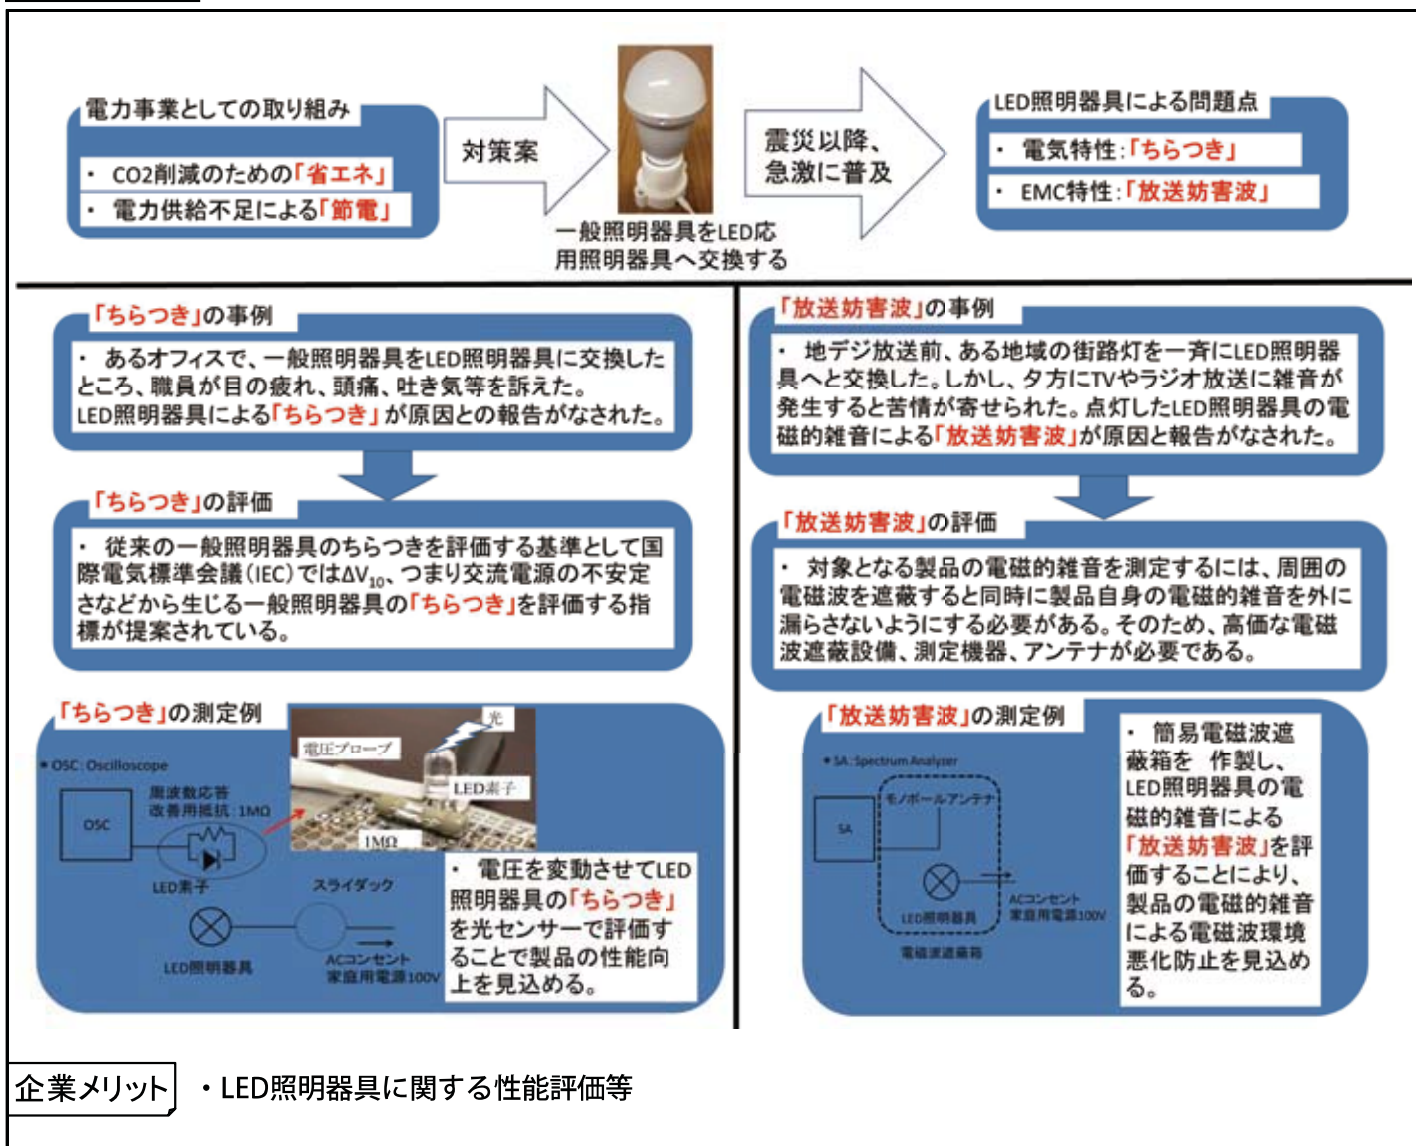 電力事業としての取り組み
・ CO2削減のための「省エネ」
・ 電力供給不足による「節電」
対策案
一般照明器具をLED応
用照明器具へ交換する
震災以降、
急激に普及
LED照明器具による問題点
・ 電気特性:「ちらつき」
・ EMC特性:「放送妨害波」
「ちらつき」の事例
・ あるオフィスで、一般照明器具をLED照明器具に交換した
ところ、職員が目の疲れ、頭痛、吐き気等を訴えた。
LED照明器具による「ちらつき」が原因との報告がなされた。
「ちらつき」の評価
・ 従来の一般照明器具のちらつきを評価する基準として国
際電気標準会議(IEC)ではΔV10、つまり交流電源の不安定
さなどから生じる一般照明器具の「ちらつき」を評価する指
標が提案されている。
「ちらつき」の測定例
* OSC: Oscilloscope
OSC
周波数応答
改善用抵抗:1MΩ
LED素子
電圧プローブ
光
LED素子
1MΩ
スライダック
LED照明器具
ACコンセント
家庭用電源100V
・ 電圧を変動させてLED
照明器具の「ちらつき」
を光センサーで評価す
ることで製品の性能向
上を見込める。
「放送妨害波」の事例
・ 地デジ放送前、ある地域の街路灯を一斉にLED照明器
具へと交換した。しかし、夕方にTVやラジオ放送に雑音が
発生すると苦情が寄せられた。点灯したLED照明器具の電
磁的雑音による「放送妨害波」が原因と報告がなされた。
「放送妨害波」の評価
・ 対象となる製品の電磁的雑音を測定するには、周囲の
電磁波を遮蔽すると同時に製品自身の電磁的雑音を外に
漏らさないようにする必要がある。そのため、高価な電磁
波遮蔽設備、測定機器、アンテナが必要である。
「放送妨害波」の測定例
* SA: Spectrum Analyzer
SA
モノポールアンテナ
LED照明器具
ACコンセント
家庭用電源100V
電磁波遮蔽箱
・ 簡易電磁波遮
蔽箱を 作製し、
LED照明器具の電
磁的雑音による
「放送妨害波」を評
価することにより、
製品の電磁的雑音
による電磁波環境
悪化防止を見込め
る。
企業メリット
・LED照明器具に関する性能評価等